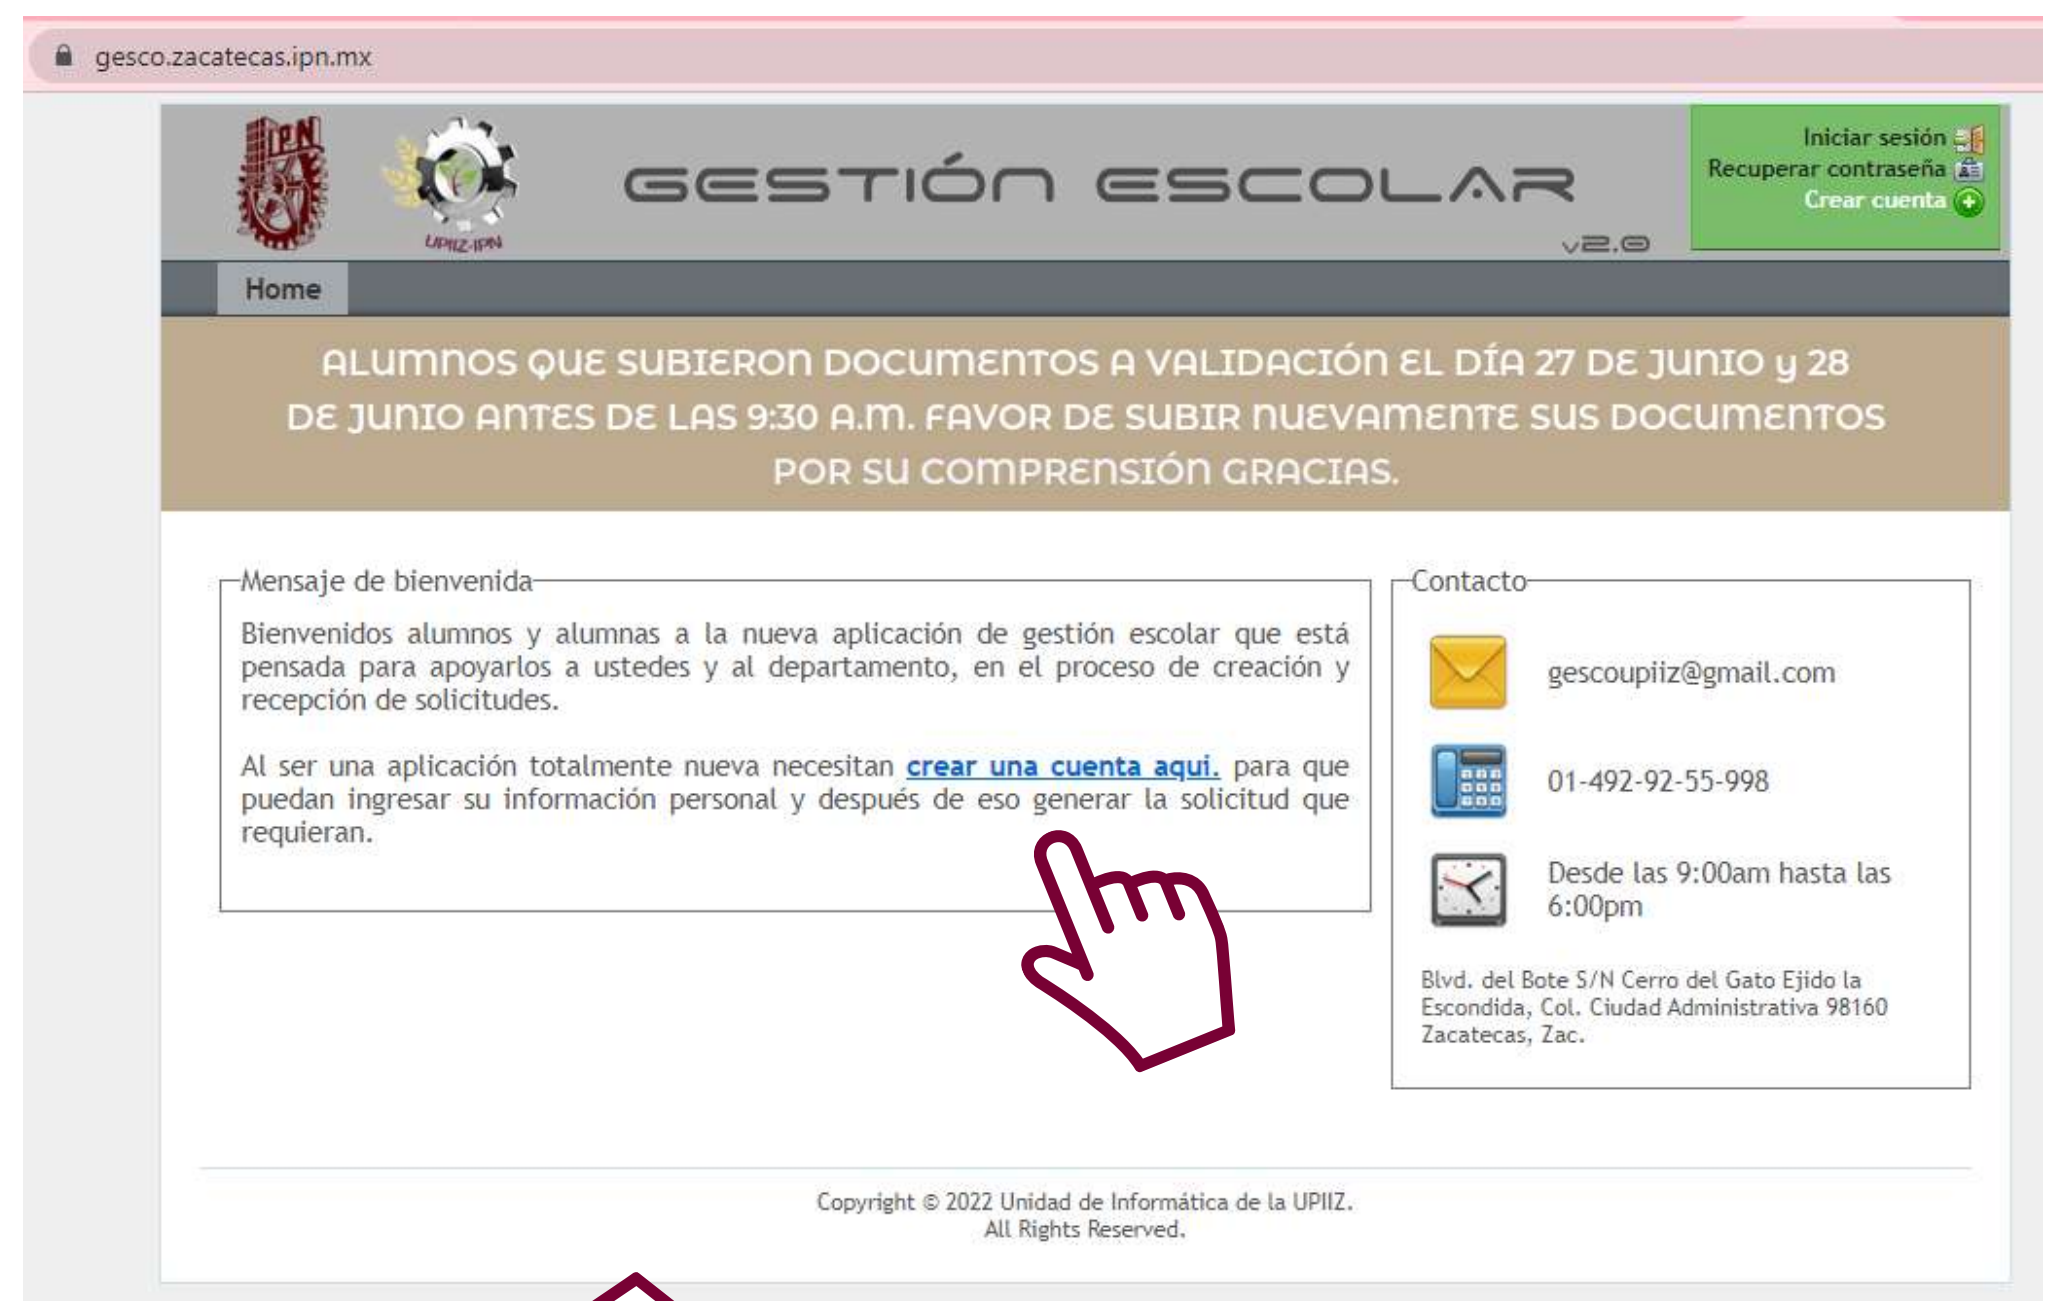 gesco.zacatecas.ipn.mx
IPN
UPIIZ-IPN
GESTIÓN ESCOLAR
v2.0
Iniciar sesión
Recuperar contraseña
Crear cuenta
Home
ALUMNOS QUE SUBIERON DOCUMENTOS A VALIDACIÓN EL DÍA 27 DE JUNIO y 28
DE JUNIO ANTES DE LAS 9:30 A.M. FAVOR DE SUBIR NUEVAMENTE SUS DOCUMENTOS
POR SU COMPRENSIÓN GRACIAS.
Mensaje de bienvenida
Bienvenidos alumnos y alumnas a la nueva aplicación de gestión escolar que está
pensada para apoyarlos a ustedes y al departamento, en el proceso de creación y
recepción de solicitudes.
Al ser una aplicación totalmente nueva necesitan crear una cuenta aqui. para que
puedan ingresar su información personal y después de eso generar la solicitud que
requieran.
Contacto
gescoupiiz@gmail.com
01-492-92-55-998
Desde las 9:00am hasta las
6:00pm
Blvd. del Bote S/N Cerro del Gato Ejido la
Escondida, Col. Ciudad Administrativa 98160
Zacatecas, Zac.
Copyright © 2022 Unidad de Informática de la UPIIZ.
All Rights Reserved.